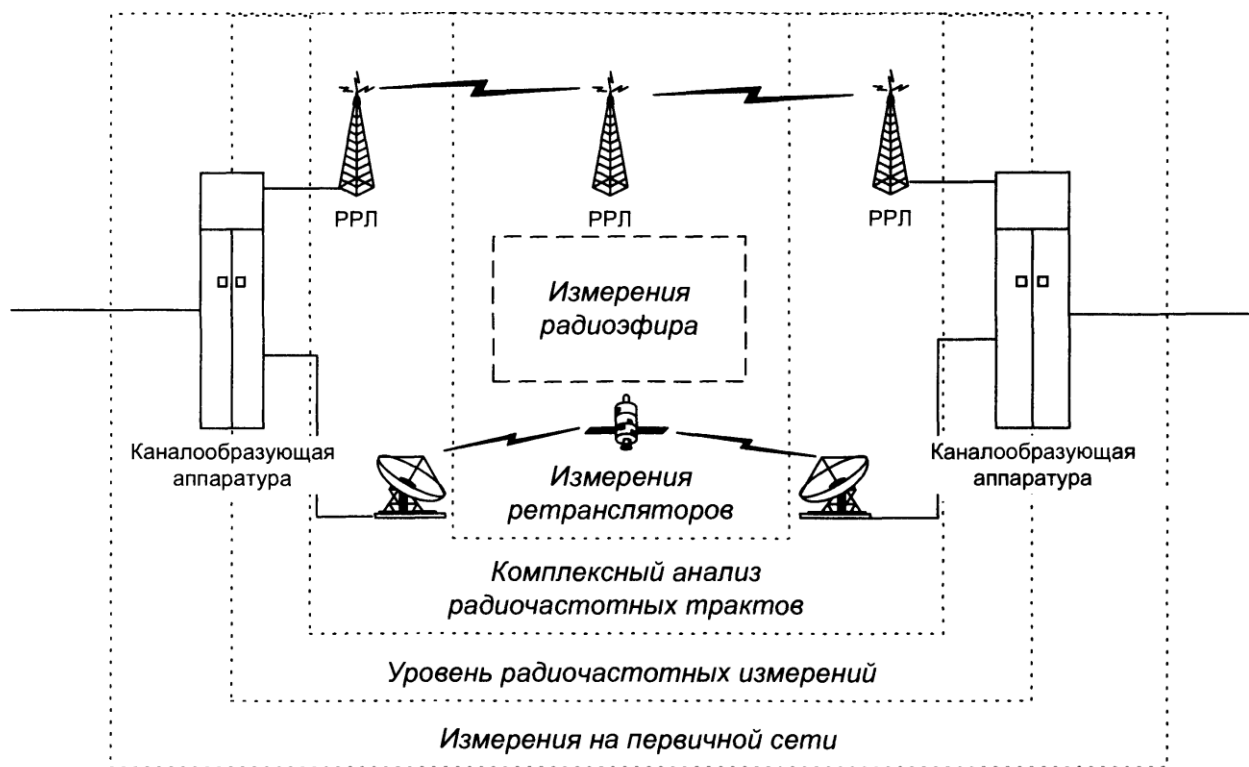 РРЛ
РРЛ
РРЛ
Измерения
радиоэфира
Каналообразующая
аппаратура
Каналообразующая
аппаратура
Измерения
ретрансляторов
Комплексный анализ
радиочастотных трактов
Уровень радиочастотных измерений
Измерения на первичной сети